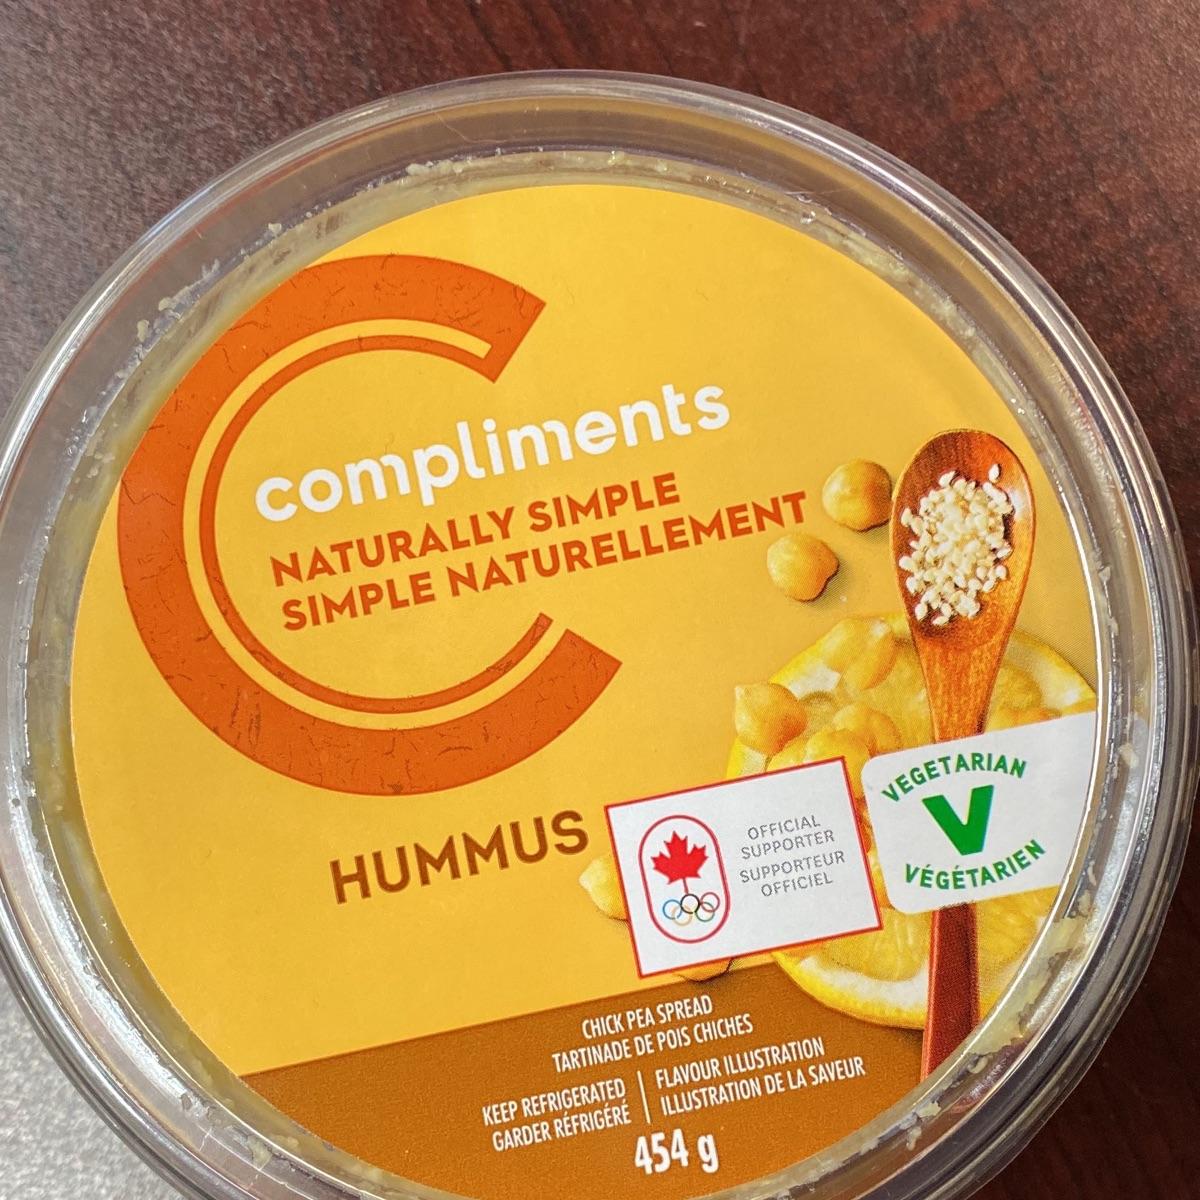 compliments
NATURALLY SIMPLE
SIMPLE NATURELLEMENT
HUMMUS
OFFICIAL
SUPPORTER
SUPPORTEUR
OFFICIEL
VEGETARIAN
V
VÉGÉTARIEN
CHICK PEA SPREAD
TARTINADE DE POIS CHICHES
KEEP REFRIGERATED
GARDER RÉFRIGÉRÉ
FLAVOUR ILLUSTRATION
ILLUSTRATION DE LA SAVEUR
454 g